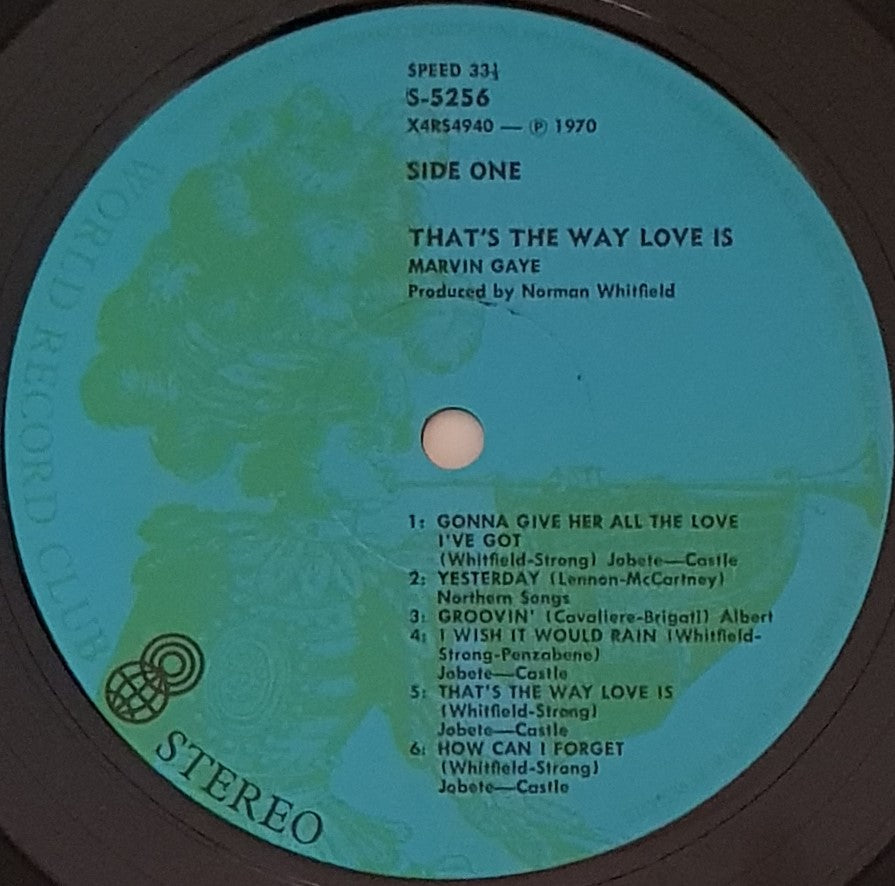 SPEED 33⅓
S-5256
X4RS4940 — Ⓟ 1970
SIDE ONE
THAT'S THE WAY LOVE IS
MARVIN GAYE
Produced by Norman Whitfield
WORLD RECORD CLUB
1: GONNA GIVE HER ALL THE LOVE
I'VE GOT
(Whitfield-Strong) Jobete—Castle
2: YESTERDAY (Lennon-McCartney)
Northern Songs
3: GROOVIN' (Cavaliere-Brigati) Albert
4: I WISH IT WOULD RAIN (Whitfield-
Strong-Penzabene)
Jobete—Castle
5: THAT'S THE WAY LOVE IS
(Whitfield-Strong)
Jobete—Castle
6: HOW CAN I FORGET
(Whitfield-Strong)
Jobete—Castle
STEREO